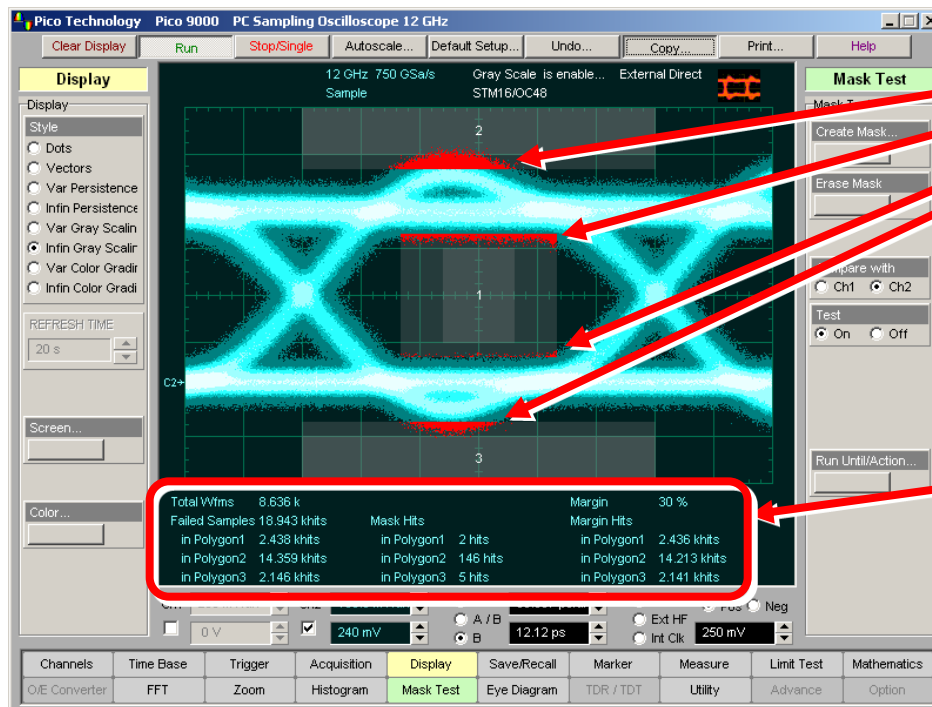 Pico Technology Pico 9000 PC Sampling Oscilloscope 12 GHz
Clear Display Run Stop/Single Autoscale... Default Setup... Undo... Copy... Print... Help
Display
12 GHz 750 GSa/s Gray Scale is enable... External Direct
Sample STM16/OC48
Mask Test
Display
Style
Dots
Vectors
Var Persistence
Infin Persistence
Var Gray Scalin
Infin Gray Scalin
Var Color Gradin
Infin Color Gradi
REFRESH TIME
20 s
Screen...
Color...
2
1
C2
3
Create Mask...
Erase Mask
Compare with
Ch1 Ch2
Test
On Off
Run Until/Action...
Total Wfms 8.636 k Margin 30 %
Failed Samples 18.943 khits Mask Hits Margin Hits
in Polygon1 2.438 khits in Polygon1 2 hits in Polygon1 2.436 khits
in Polygon2 14.359 khits in Polygon2 146 hits in Polygon2 14.213 khits
in Polygon3 2.146 khits in Polygon3 5 hits in Polygon3 2.141 khits
Pos Neg
A / B Ext HF
0 V 240 mV B 12.12 ps Int Clk 250 mV
Channels Time Base Trigger Acquisition Display Save/Recall Marker Measure Limit Test Mathematics
O/E Converter FFT Zoom Histogram Mask Test Eye Diagram TDR / TDT Utility Advance Option